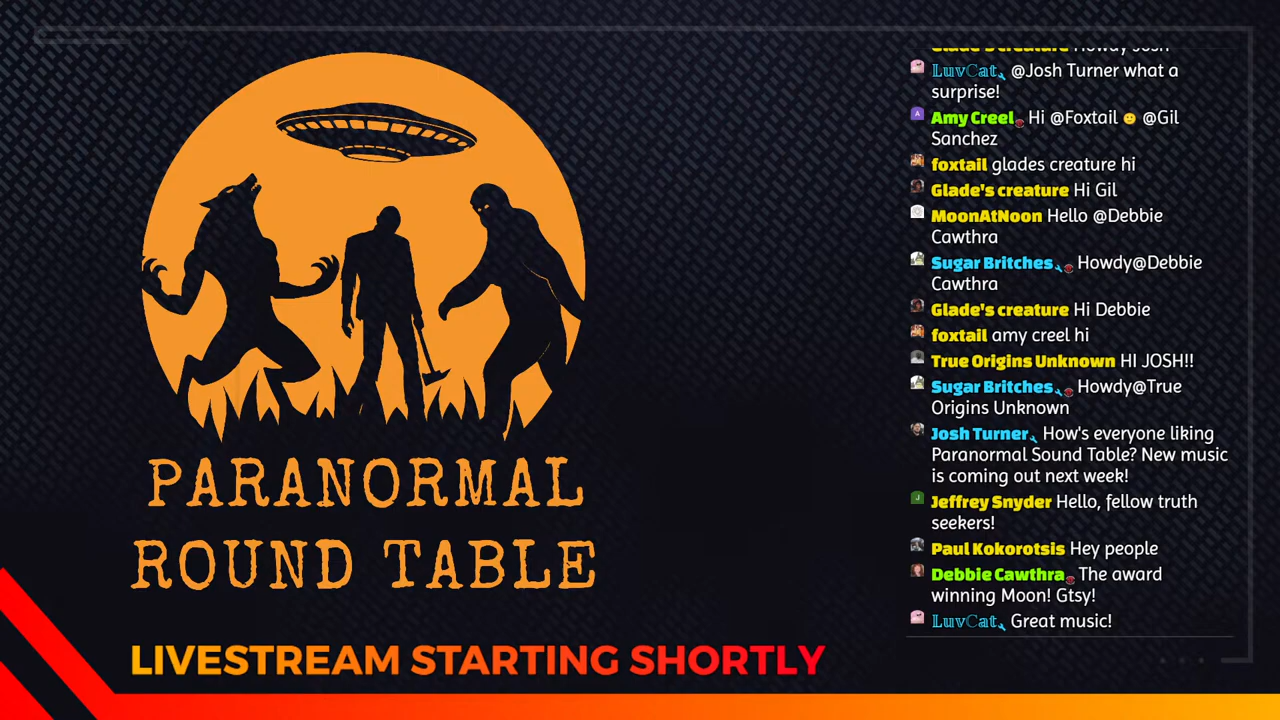 PARANORMAL
ROUND TABLE
LIVESTREAM STARTING SHORTLY
Glade's creature Howdy Josh
LuvCat @Josh Turner what a
surprise!
A
Amy Creel Hi @Foxtail 🙂 @Gil
Sanchez
foxtail glades creature hi
Glade's creature Hi Gil
MoonAtNoon Hello @Debbie
Cawthra
Sugar Britches Howdy@Debbie
Cawthra
Glade's creature Hi Debbie
foxtail amy creel hi
True Origins Unknown HI JOSH!!
Sugar Britches Howdy@True
Origins Unknown
Josh Turner How's everyone liking
Paranormal Sound Table? New music
is coming out next week!
J
Jeffrey Snyder Hello, fellow truth
seekers!
Paul Kokorotsis Hey people
Debbie Cawthra The award
winning Moon! Gtsy!
LuvCat Great music!